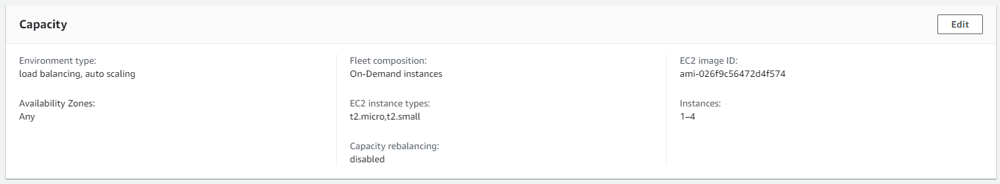 Capacity
Edit
Environment type:
load balancing, auto scaling
Availability Zones:
Any
Fleet composition:
On-Demand instances
EC2 instance types:
t2.micro,t2.small
Capacity rebalancing:
disabled
EC2 image ID:
ami-026f9c56472d4f574
Instances:
1–4